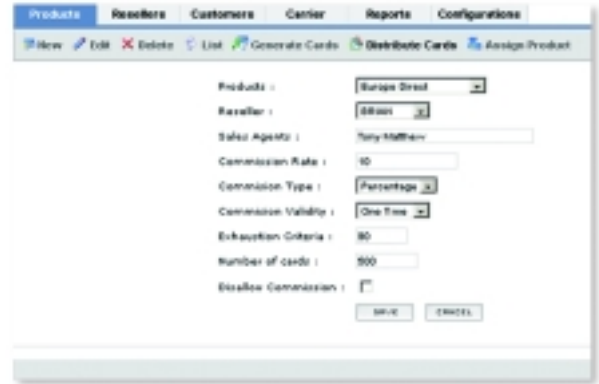 Products Resellers Customers Carrier Reports Configurations
New Edit Delete List Generate Cards Distribute Cards Assign Product
Products : Europe Direct
Reseller :
Sales Agents : Tony Matthew
Commission Rate : 10
Commision Type : Percentage
Commision Validity : One Time
Exhaustion Criteria : 80
Number of cards : 500
Disallow Commission :
SAVE CANCEL